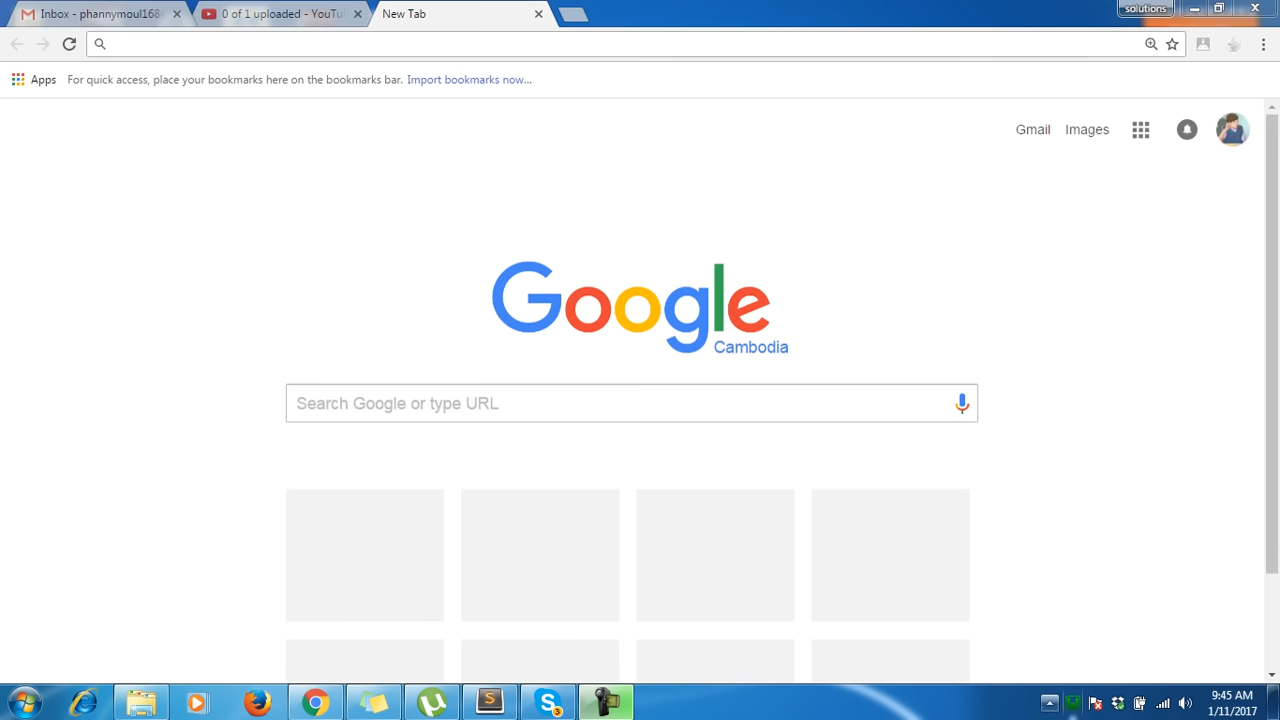 Inbox - phannymoul168
0 of 1 uploaded - YouTu
New Tab
solutions
Apps
For quick access, place your bookmarks here on the bookmarks bar. Import bookmarks now...
Gmail
Images
Google
Cambodia
Search Google or type URL
S
S
3
9:45 AM
1/11/2017